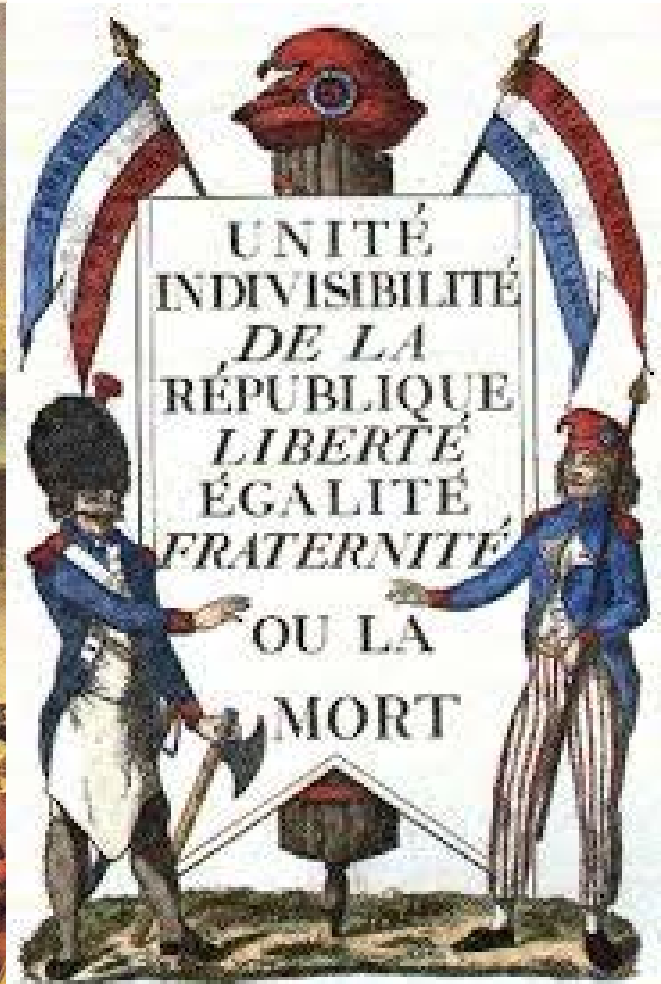 UNITÉ
INDIVISIBILITÉ
DE LA
RÉPUBLIQUE
LIBERTÉ
ÉGALITÉ
FRATERNITÉ
OU LA
MORT